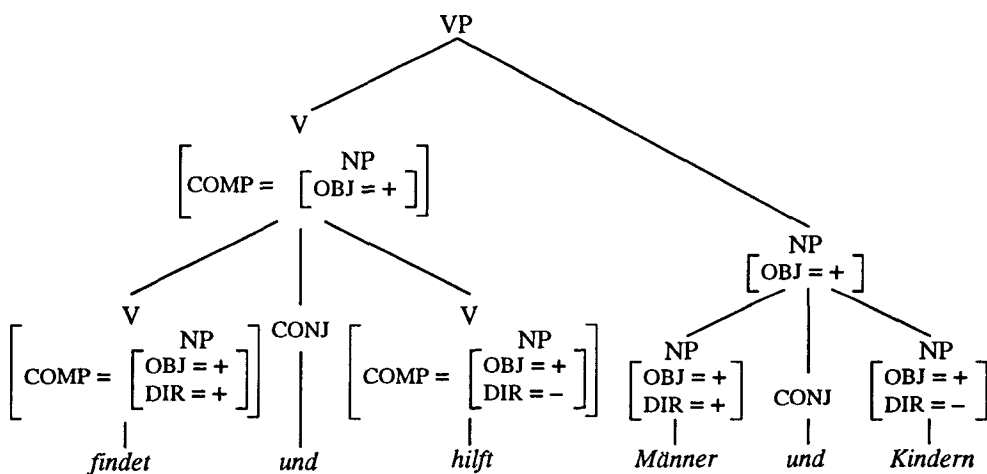 VP
V
NP
COMP = [ OBJ = + ]
NP
[ OBJ = + ]
V CONJ V
NP NP NP NP
COMP = [ OBJ = + DIR = + ] COMP = [ OBJ = + DIR = – ] [ OBJ = + DIR = + ] CONJ [ OBJ = + DIR = – ]
findet und hilft Männer und Kindern